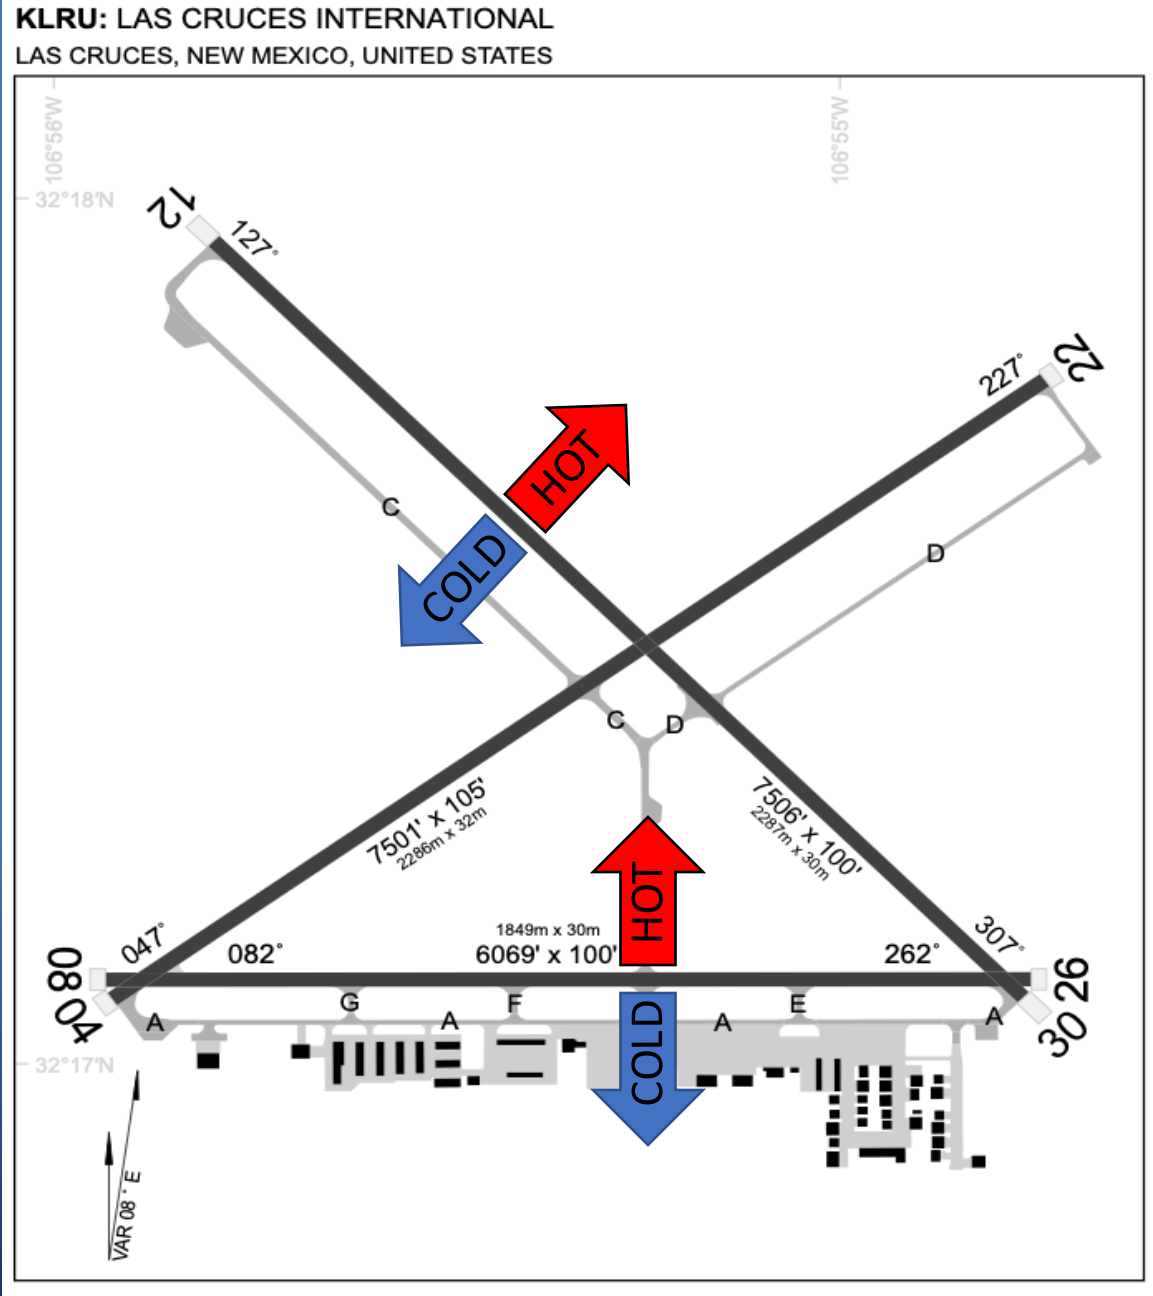 KLRU: LAS CRUCES INTERNATIONAL
LAS CRUCES, NEW MEXICO, UNITED STATES
106°56'W
106°55'W
32°18'N
12
127°
22
227°
HOT
COLD
C
D
C
D
7501' x 105'
2286m x 32m
7506' x 100'
2287m x 30m
HOT
047°
307°
08
082°
1849m x 30m
6069' x 100'
262°
26
04
30
A
G
A
F
COLD
A
E
A
32°17'N
VAR 08° E